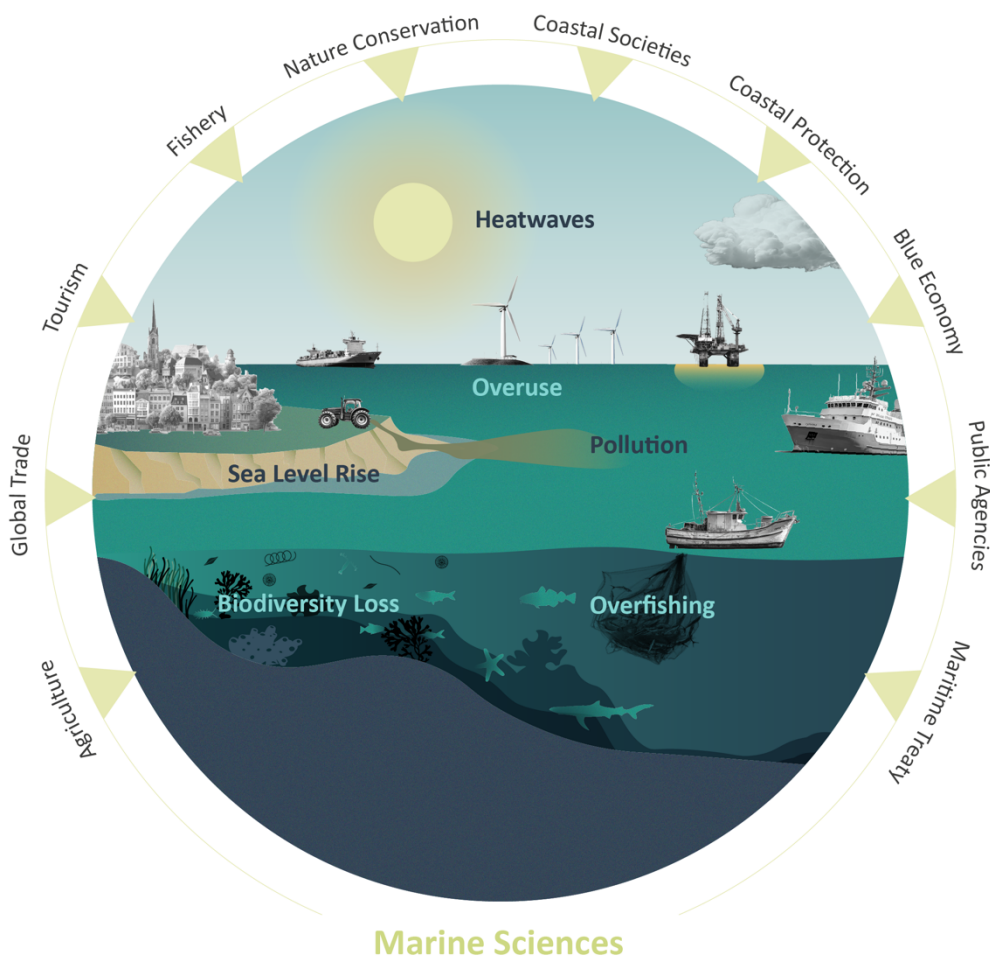 Nature Conservation
Coastal Societies
Fishery
Coastal Protection
Tourism
Blue Economy
Global Trade
Public Agencies
Agriculture
Maritime Treaty
Heatwaves
Overuse
Pollution
Sea Level Rise
Biodiversity Loss
Overfishing
Marine Sciences